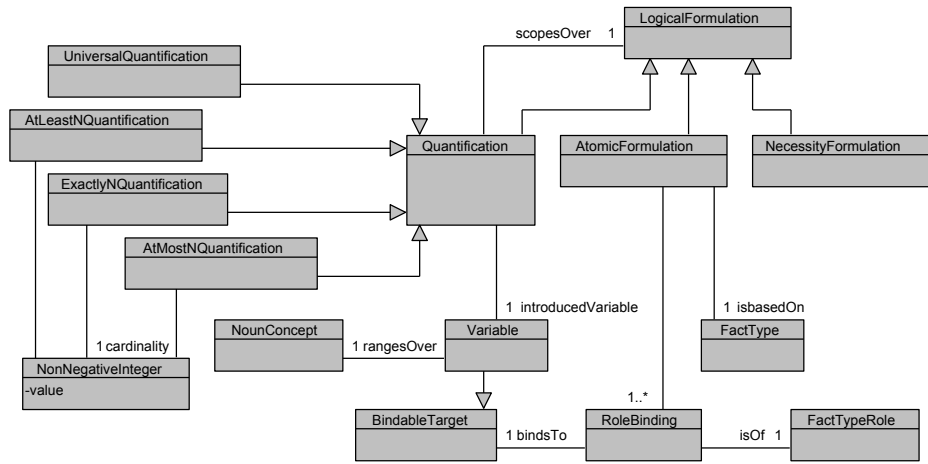 LogicalFormulation
scopesOver 1
UniversalQuantification
AtLeastNQuantification
Quantification
AtomicFormulation
NecessityFormulation
ExactlyNQuantification
AtMostNQuantification
1 introducedVariable
1 isbasedOn
NounConcept
Variable
FactType
1 cardinality
1 rangesOver
NonNegativeInteger
-value
1..*
BindableTarget
RoleBinding
FactTypeRole
1 bindsTo
isOf 1